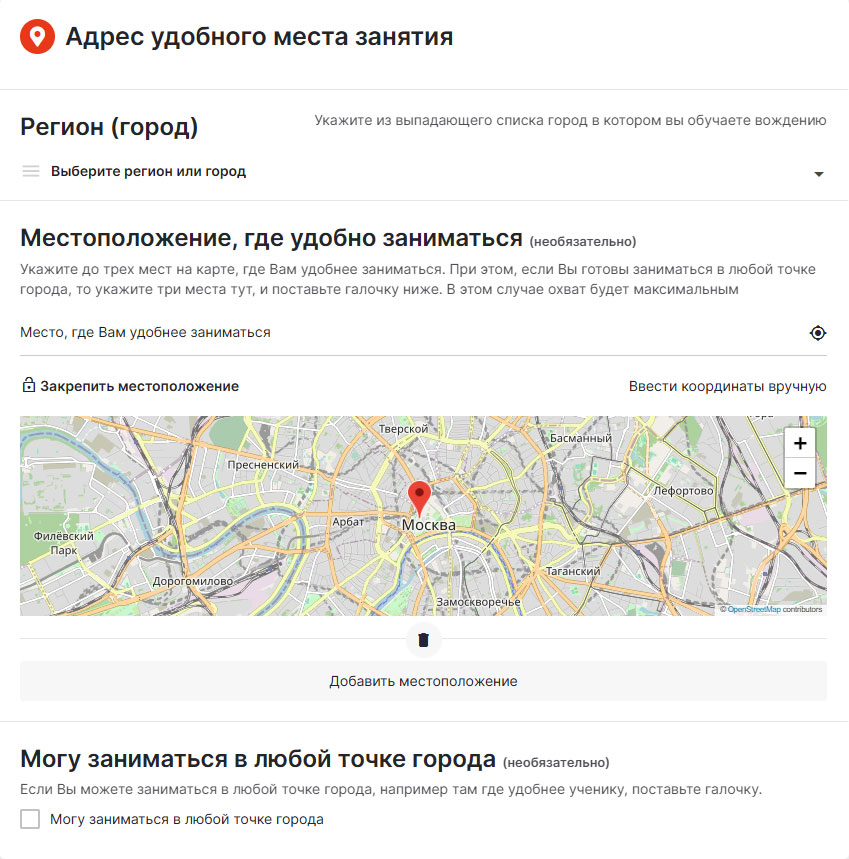 Адрес удобного места занятия
Регион (город)
Укажите из выпадающего списка город в котором вы обучаете вождению
Выберите регион или город
Местоположение, где удобно заниматься (необязательно)
Укажите до трех мест на карте, где Вам удобнее заниматься. При этом, если Вы готовы заниматься в любой точке
города, то укажите три места тут, и поставьте галочку ниже. В этом случае охват будет максимальным
Место, где Вам удобнее заниматься
Закрепить местоположение
Ввести координаты вручную
Тверской
Басманный
+
Пресненский
−
Лефортово
Арбат
Москва
Филёвский
Парк
Таганский
Дорогомилово
Замоскворечье
© OpenStreetMap contributors
Добавить местоположение
Могу заниматься в любой точке города (необязательно)
Если Вы можете заниматься в любой точке города, например там где удобнее ученику, поставьте галочку.
Могу заниматься в любой точке города